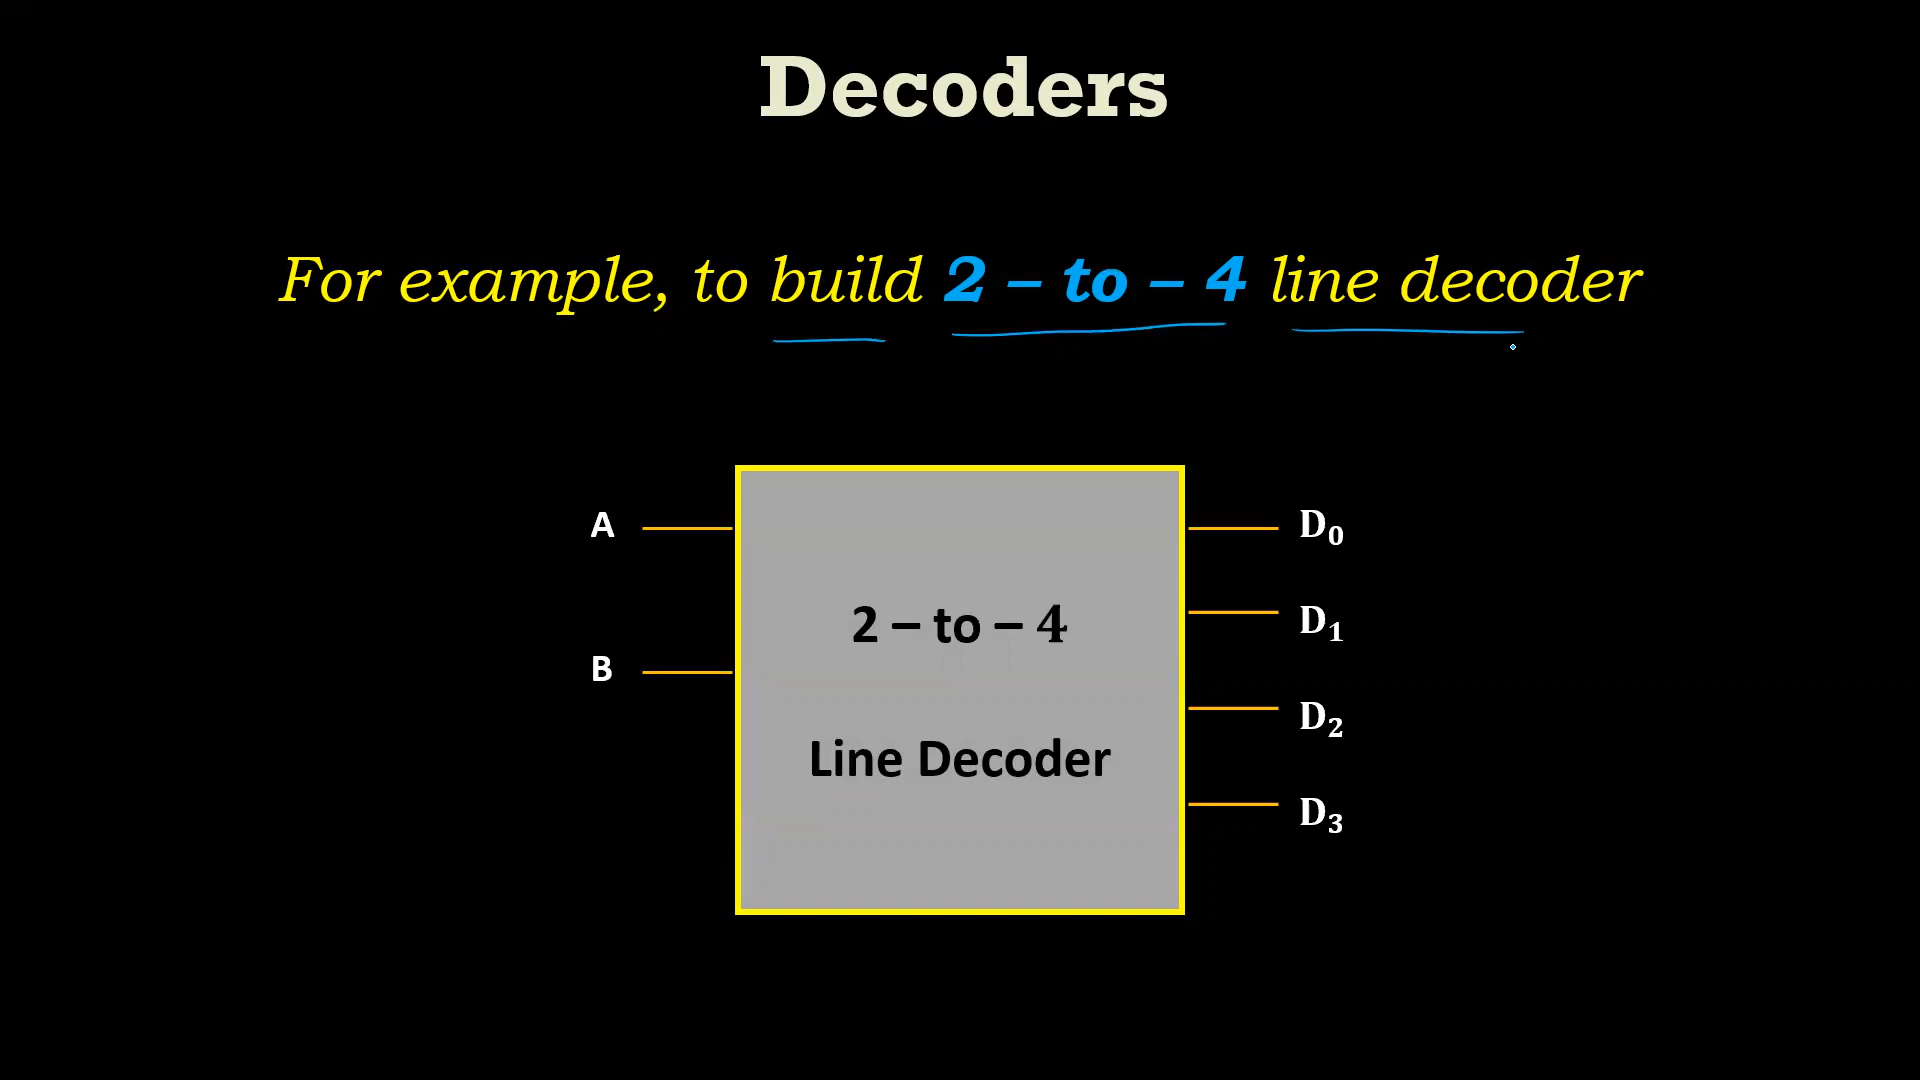 Decoders
For example, to build 2 – to – 4 line decoder
A
B
2 – to – 4
Line Decoder
D₀
D₁
D₂
D₃